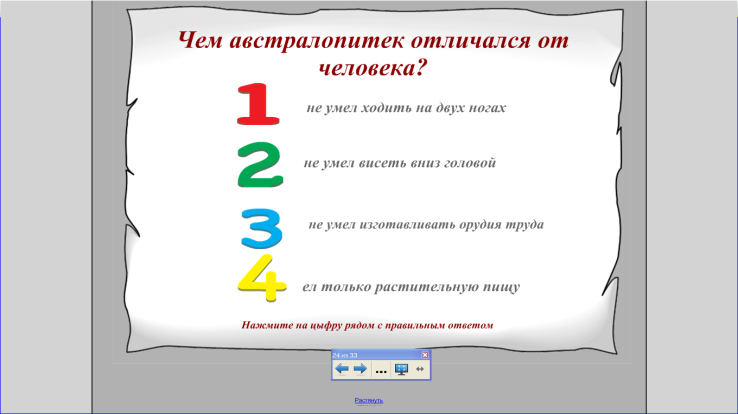 Чем австралопитек отличался от
человека?
1 не умел ходить на двух ногах
2 не умел висеть вниз головой
3 не умел изготавливать орудия труда
4 ел только растительную пищу
Нажмите на цифру рядом с правильным ответом
24 из 33
...
Растянуть